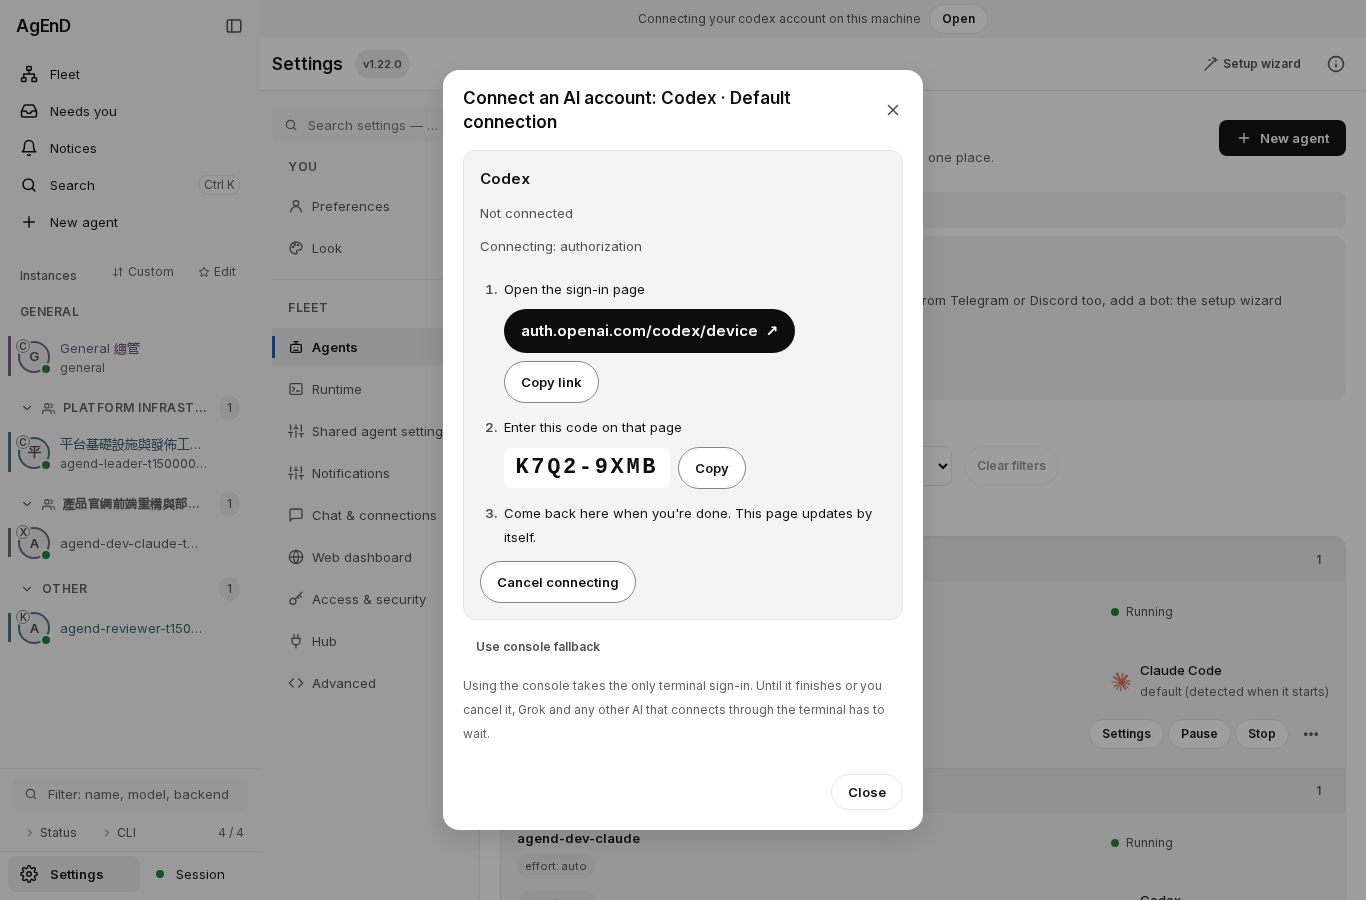 AgEnD
Fleet
Needs you
Notices
Search
Ctrl K
New agent
Instances
Custom
Edit
GENERAL
C
G
General 總管
general
PLATFORM INFRAST…
1
C
平
平台基礎設施與發佈工…
agend-leader-t150000…
產品官網前端重構與部…
1
X
A
agend-dev-claude-t…
OTHER
1
K
A
agend-reviewer-t150…
Filter: name, model, backend
Status
CLI
4 / 4
Settings
Session
Connecting your codex account on this machine
Open
Settings
v1.22.0
Setup wizard
Search settings — …
YOU
Preferences
Look
FLEET
Agents
Runtime
Shared agent setting
Notifications
Chat & connections
Web dashboard
Access & security
Hub
Advanced
New agent
one place.
rom Telegram or Discord too, add a bot: the setup wizard
Clear filters
1
Running
Claude Code
default (detected when it starts)
Settings
Pause
Stop
1
agend-dev-claude
effort: auto
Running
Connect an AI account: Codex · Default
connection
Codex
Not connected
Connecting: authorization
1. Open the sign-in page
auth.openai.com/codex/device ↗
Copy link
2. Enter this code on that page
K7Q2-9XMB
Copy
3. Come back here when you're done. This page updates by
itself.
Cancel connecting
Use console fallback
Using the console takes the only terminal sign-in. Until it finishes or you
cancel it, Grok and any other AI that connects through the terminal has to
wait.
Close